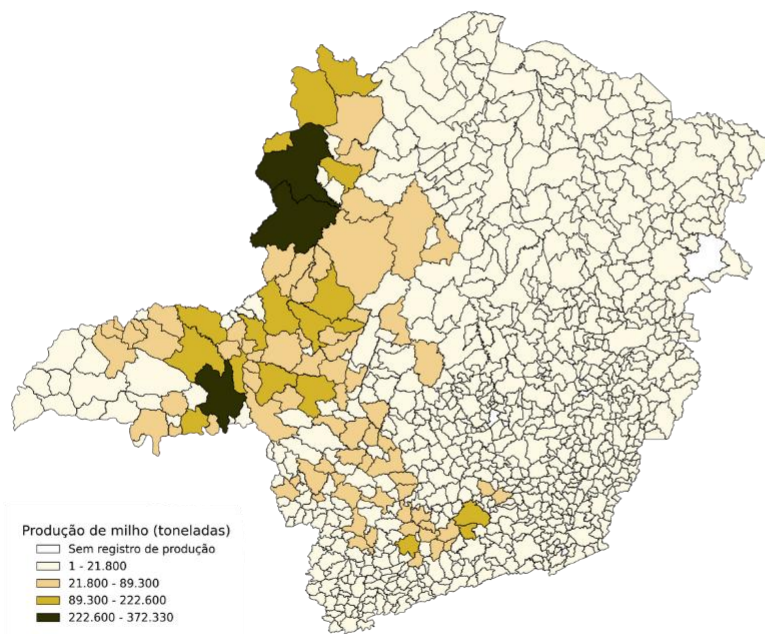 Produção de milho (toneladas)
Sem registro de produção
1 - 21.800
21.800 - 89.300
89.300 - 222.600
222.600 - 372.330